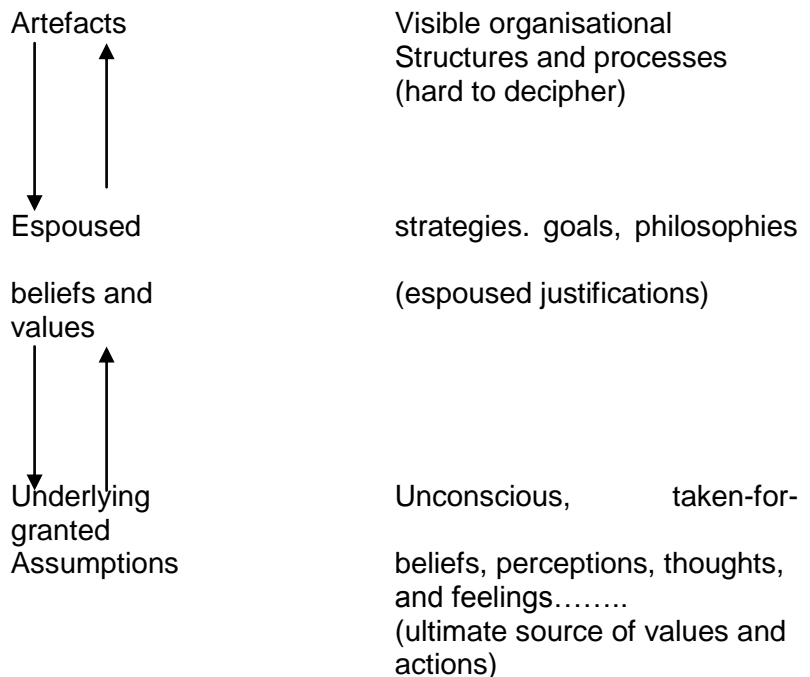 Artefacts Visible organisational
Structures and processes
(hard to decipher)
Espoused strategies. goals, philosophies
beliefs and (espoused justifications)
values
Underlying Unconscious, taken-for-
granted
Assumptions beliefs, perceptions, thoughts,
and feelings……..
(ultimate source of values and
actions)